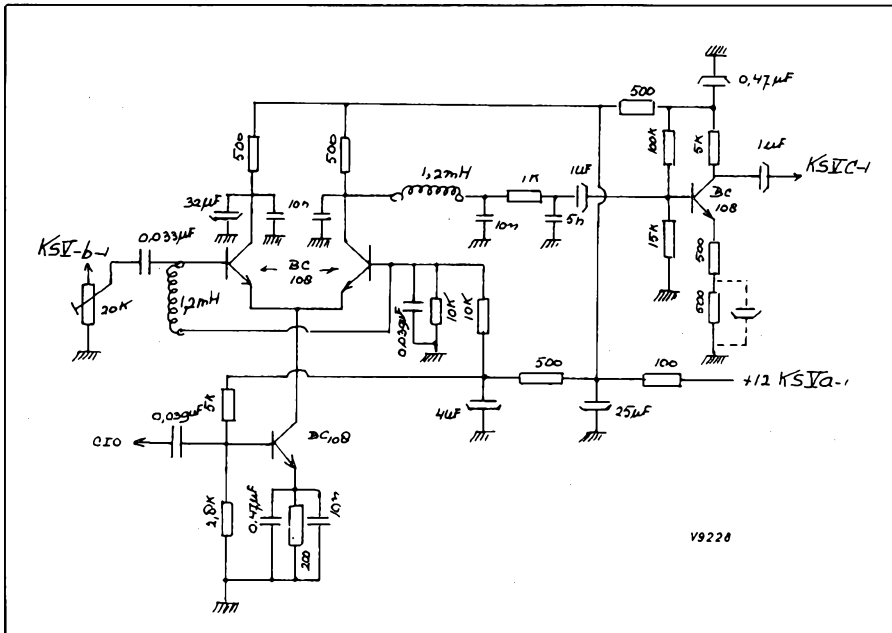 0,47µF
500
500
500
100K
5K
1µF
KSVC-1
1,2mH
1K
1µF
BC
108
32µF
10n
10n
5n
KSV-b-1
0,033µF
BC
108
15K
500
20K
1,2mH
0,039µF
10K
10K
500
500
100
+12 KSVa-1
5K
0,039µF
4µF
25µF
CIO
BC108
2,8K
0,47µF
200
10n
V9228